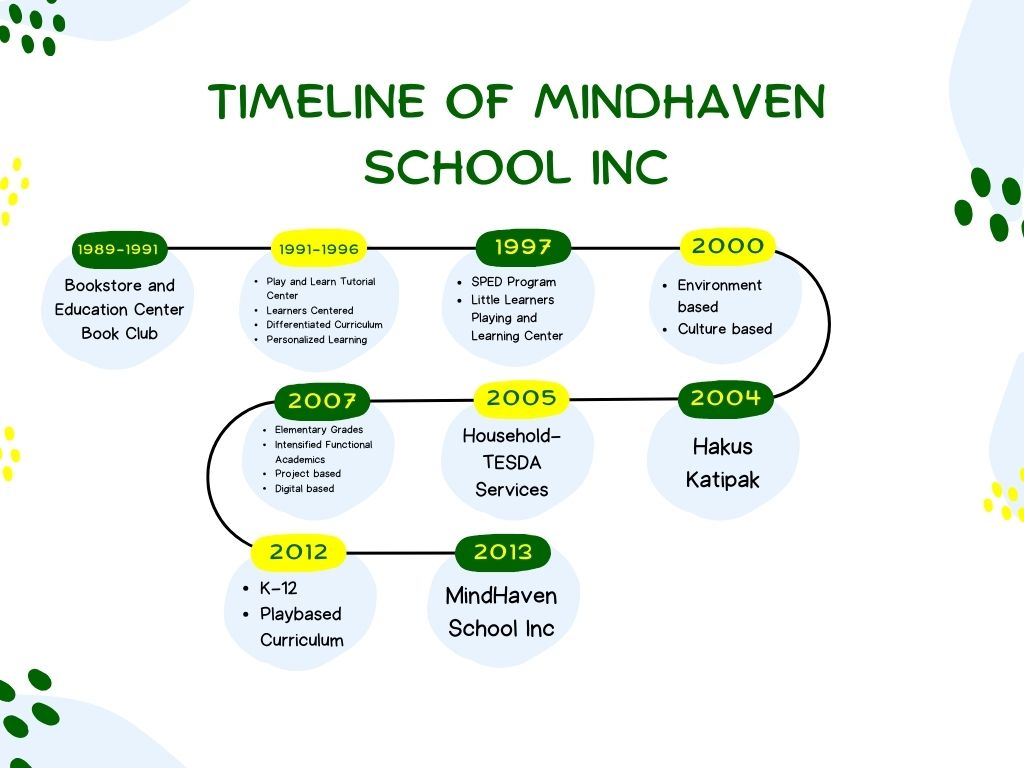 TIMELINE OF MINDHAVEN
SCHOOL INC
1989-1991
Bookstore and
Education Center
Book Club
1991-1996
• Play and Learn Tutorial
Center
• Learners Centered
• Differentiated Curriculum
• Personalized Learning
1997
• SPED Program
• Little Learners
Playing and
Learning Center
2000
• Environment
based
• Culture based
2004
Hakus
Katipak
2005
Household-
TESDA
Services
2007
• Elementary Grades
• Intensified Functional
Academics
• Project based
• Digital based
2012
• K-12
• Playbased
Curriculum
2013
MindHaven
School Inc